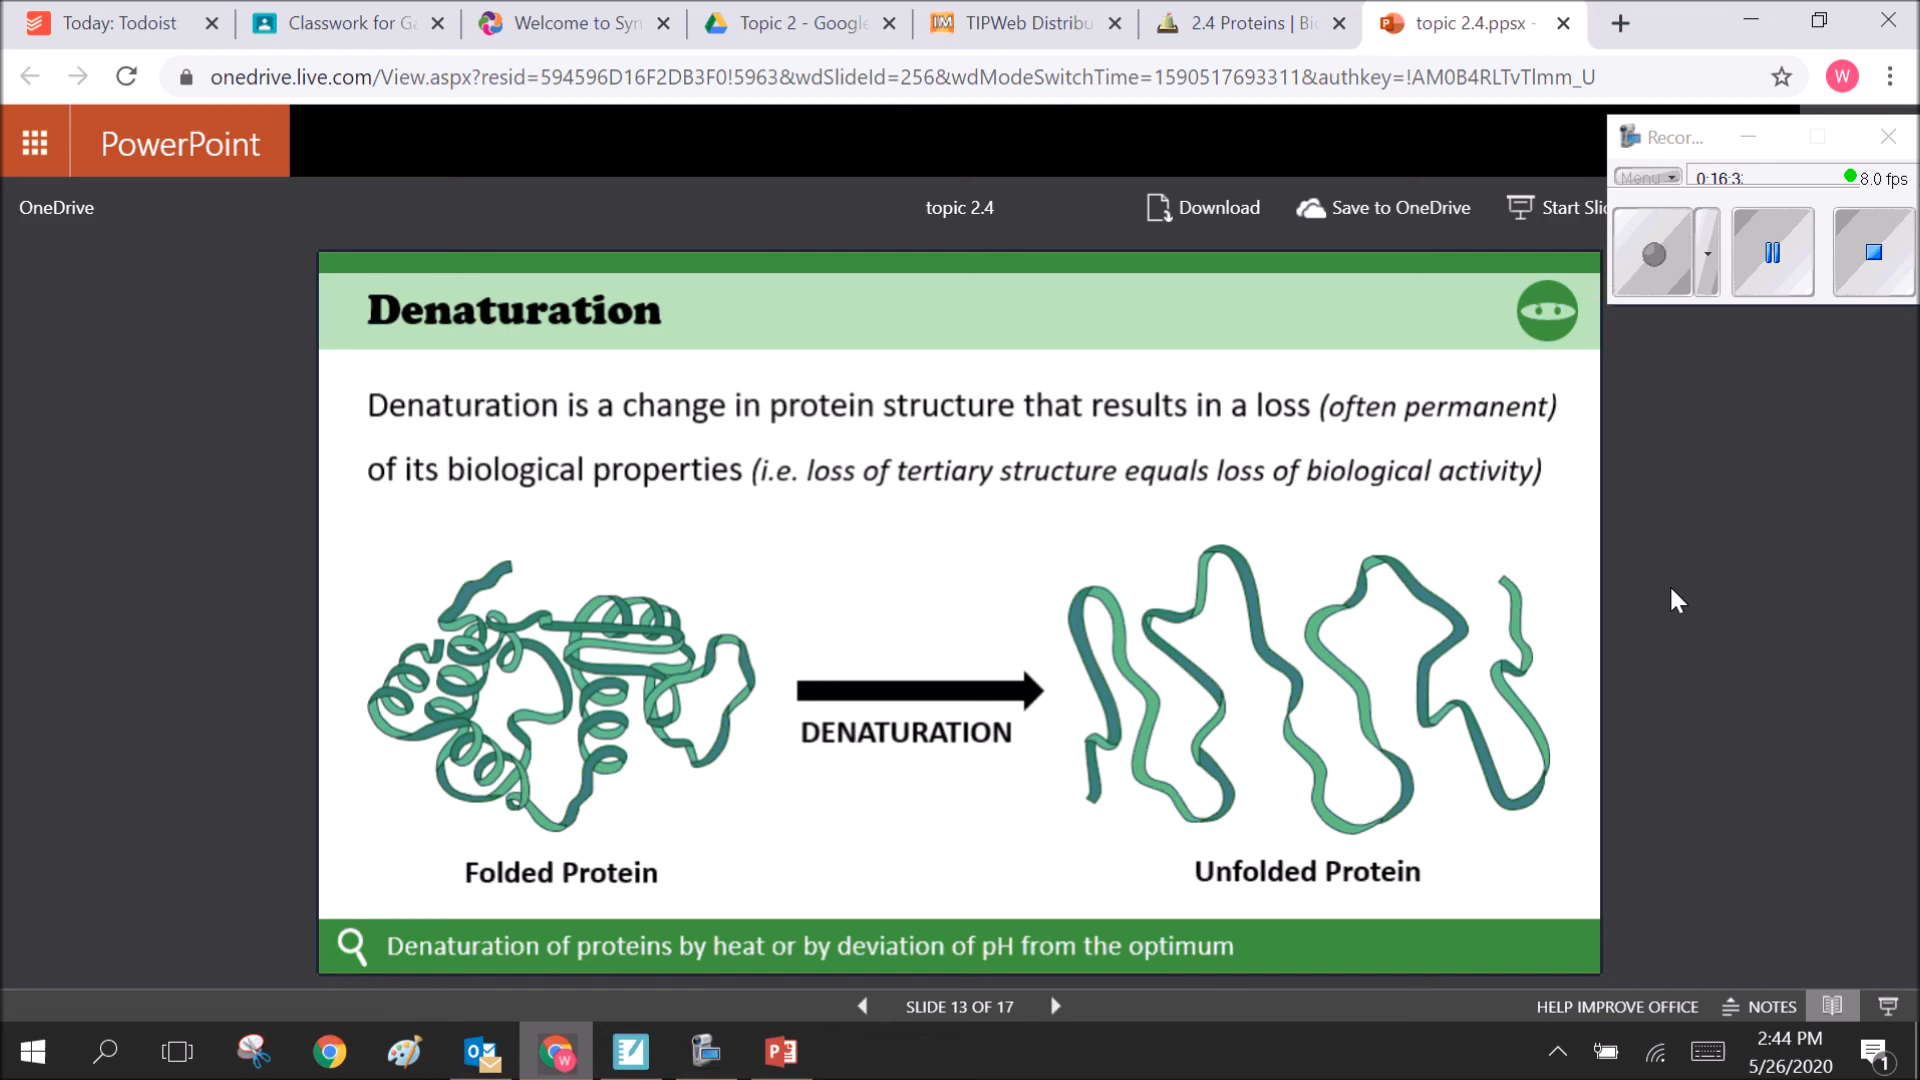 Today: Todoist
Classwork for Ga
Welcome to Syn
Topic 2 - Google
TIPWeb Distribu
2.4 Proteins | Bi
topic 2.4.ppsx -
onedrive.live.com/View.aspx?resid=594596D16F2DB3F0!5963&wdSlideId=256&wdModeSwitchTime=1590517693311&authkey=!AM0B4RLTvTlmm_U
W
PowerPoint
Recor...
Menu
0:16:3
8.0 fps
OneDrive
topic 2.4
Download
Save to OneDrive
Start Slid
Denaturation
Denaturation is a change in protein structure that results in a loss (often permanent)
of its biological properties (i.e. loss of tertiary structure equals loss of biological activity)
DENATURATION
Folded Protein
Unfolded Protein
Denaturation of proteins by heat or by deviation of pH from the optimum
SLIDE 13 OF 17
HELP IMPROVE OFFICE
NOTES
2:44 PM
5/26/2020
1